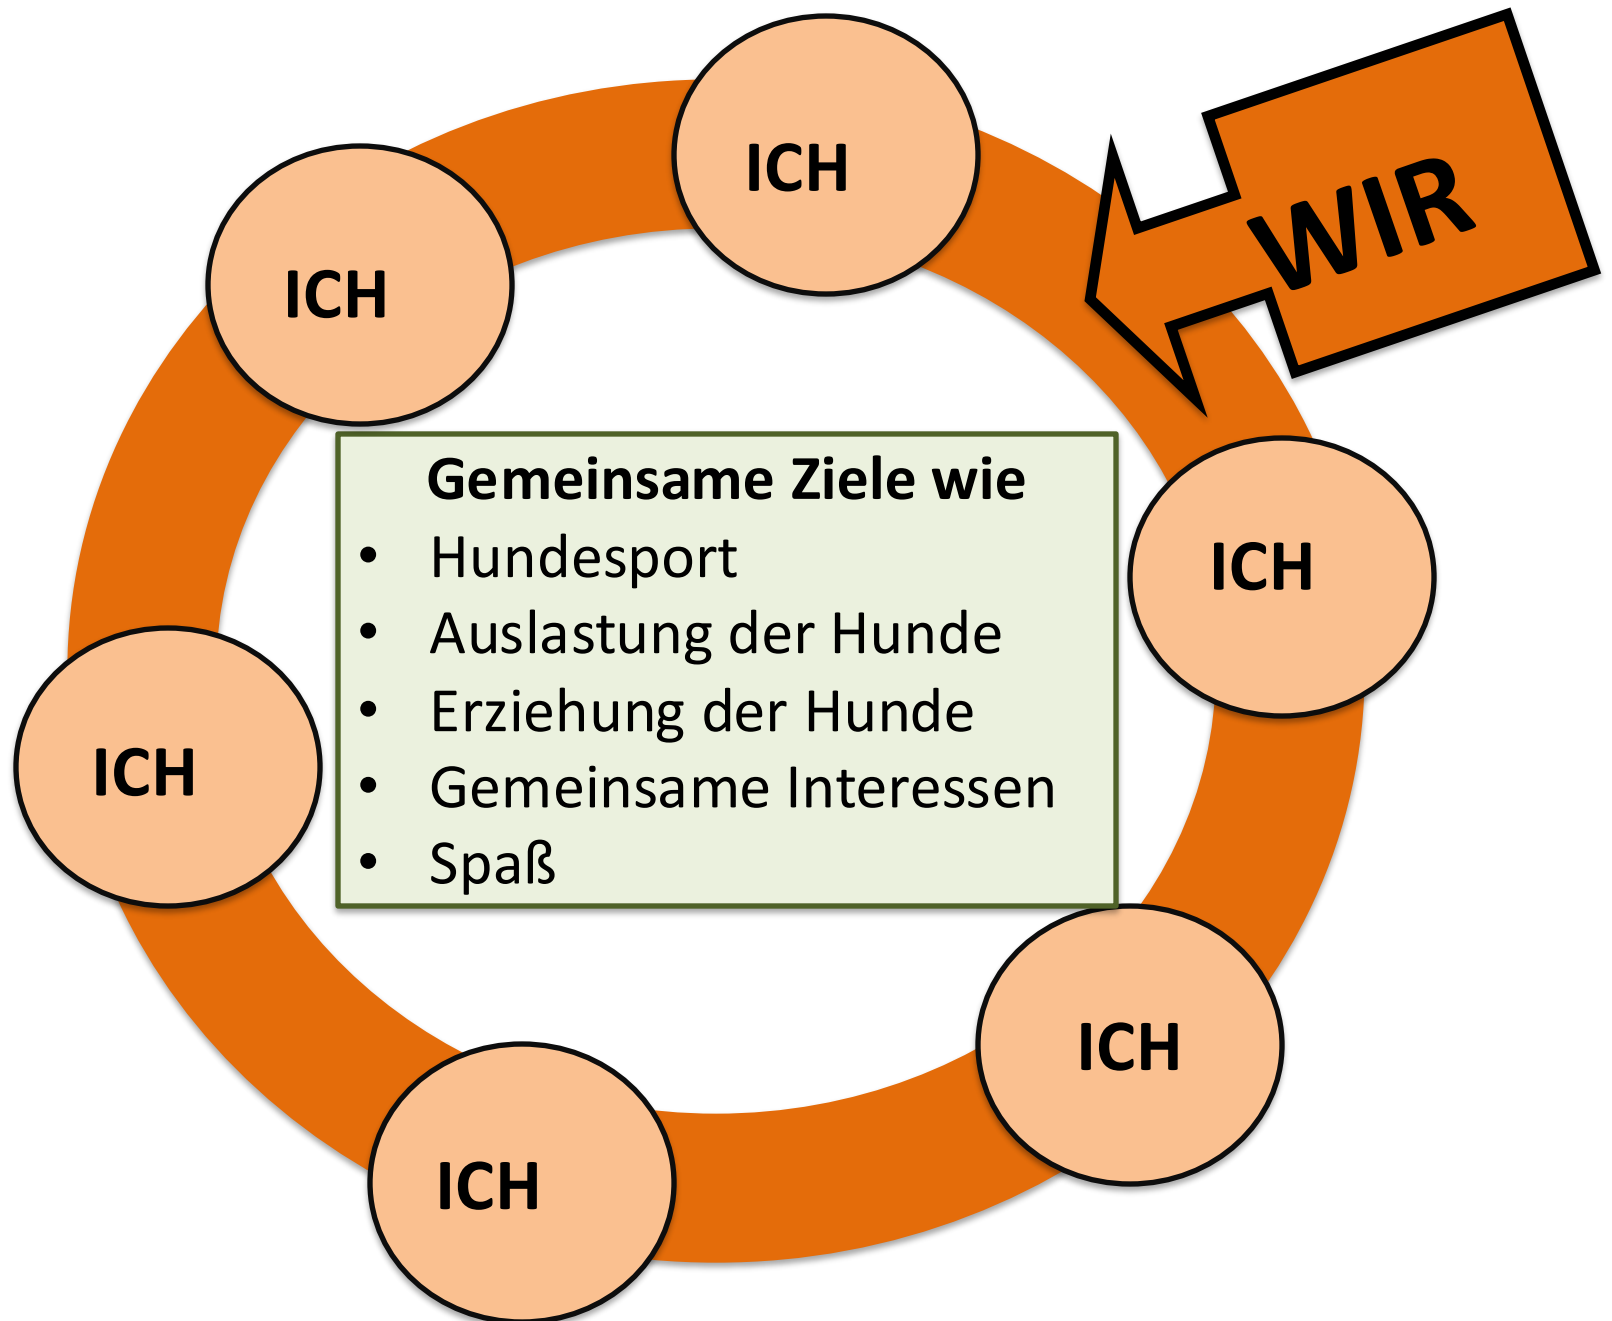 ICH
WIR
ICH
Gemeinsame Ziele wie
• Hundesport
• Auslastung der Hunde
• Erziehung der Hunde
• Gemeinsame Interessen
• Spaß
ICH
ICH
ICH
ICH